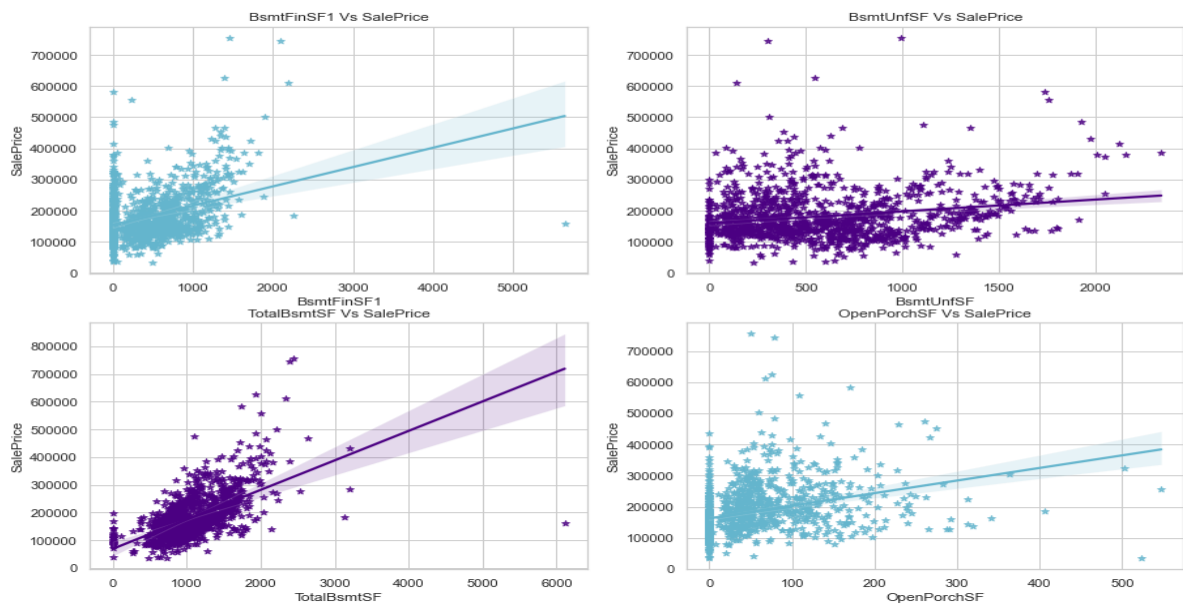 BsmtFinSF1 Vs SalePrice
700000
600000
500000
400000
300000
200000
100000
0
SalePrice
0 1000 2000 3000 4000 5000
BsmtFinSF1
BsmtUnfSF Vs SalePrice
700000
600000
500000
400000
300000
200000
100000
0
SalePrice
0 500 1000 1500 2000
BsmtUnfSF
TotalBsmtSF Vs SalePrice
800000
700000
600000
500000
400000
300000
200000
100000
0
SalePrice
0 1000 2000 3000 4000 5000 6000
TotalBsmtSF
OpenPorchSF Vs SalePrice
700000
600000
500000
400000
300000
200000
100000
0
SalePrice
0 100 200 300 400 500
OpenPorchSF